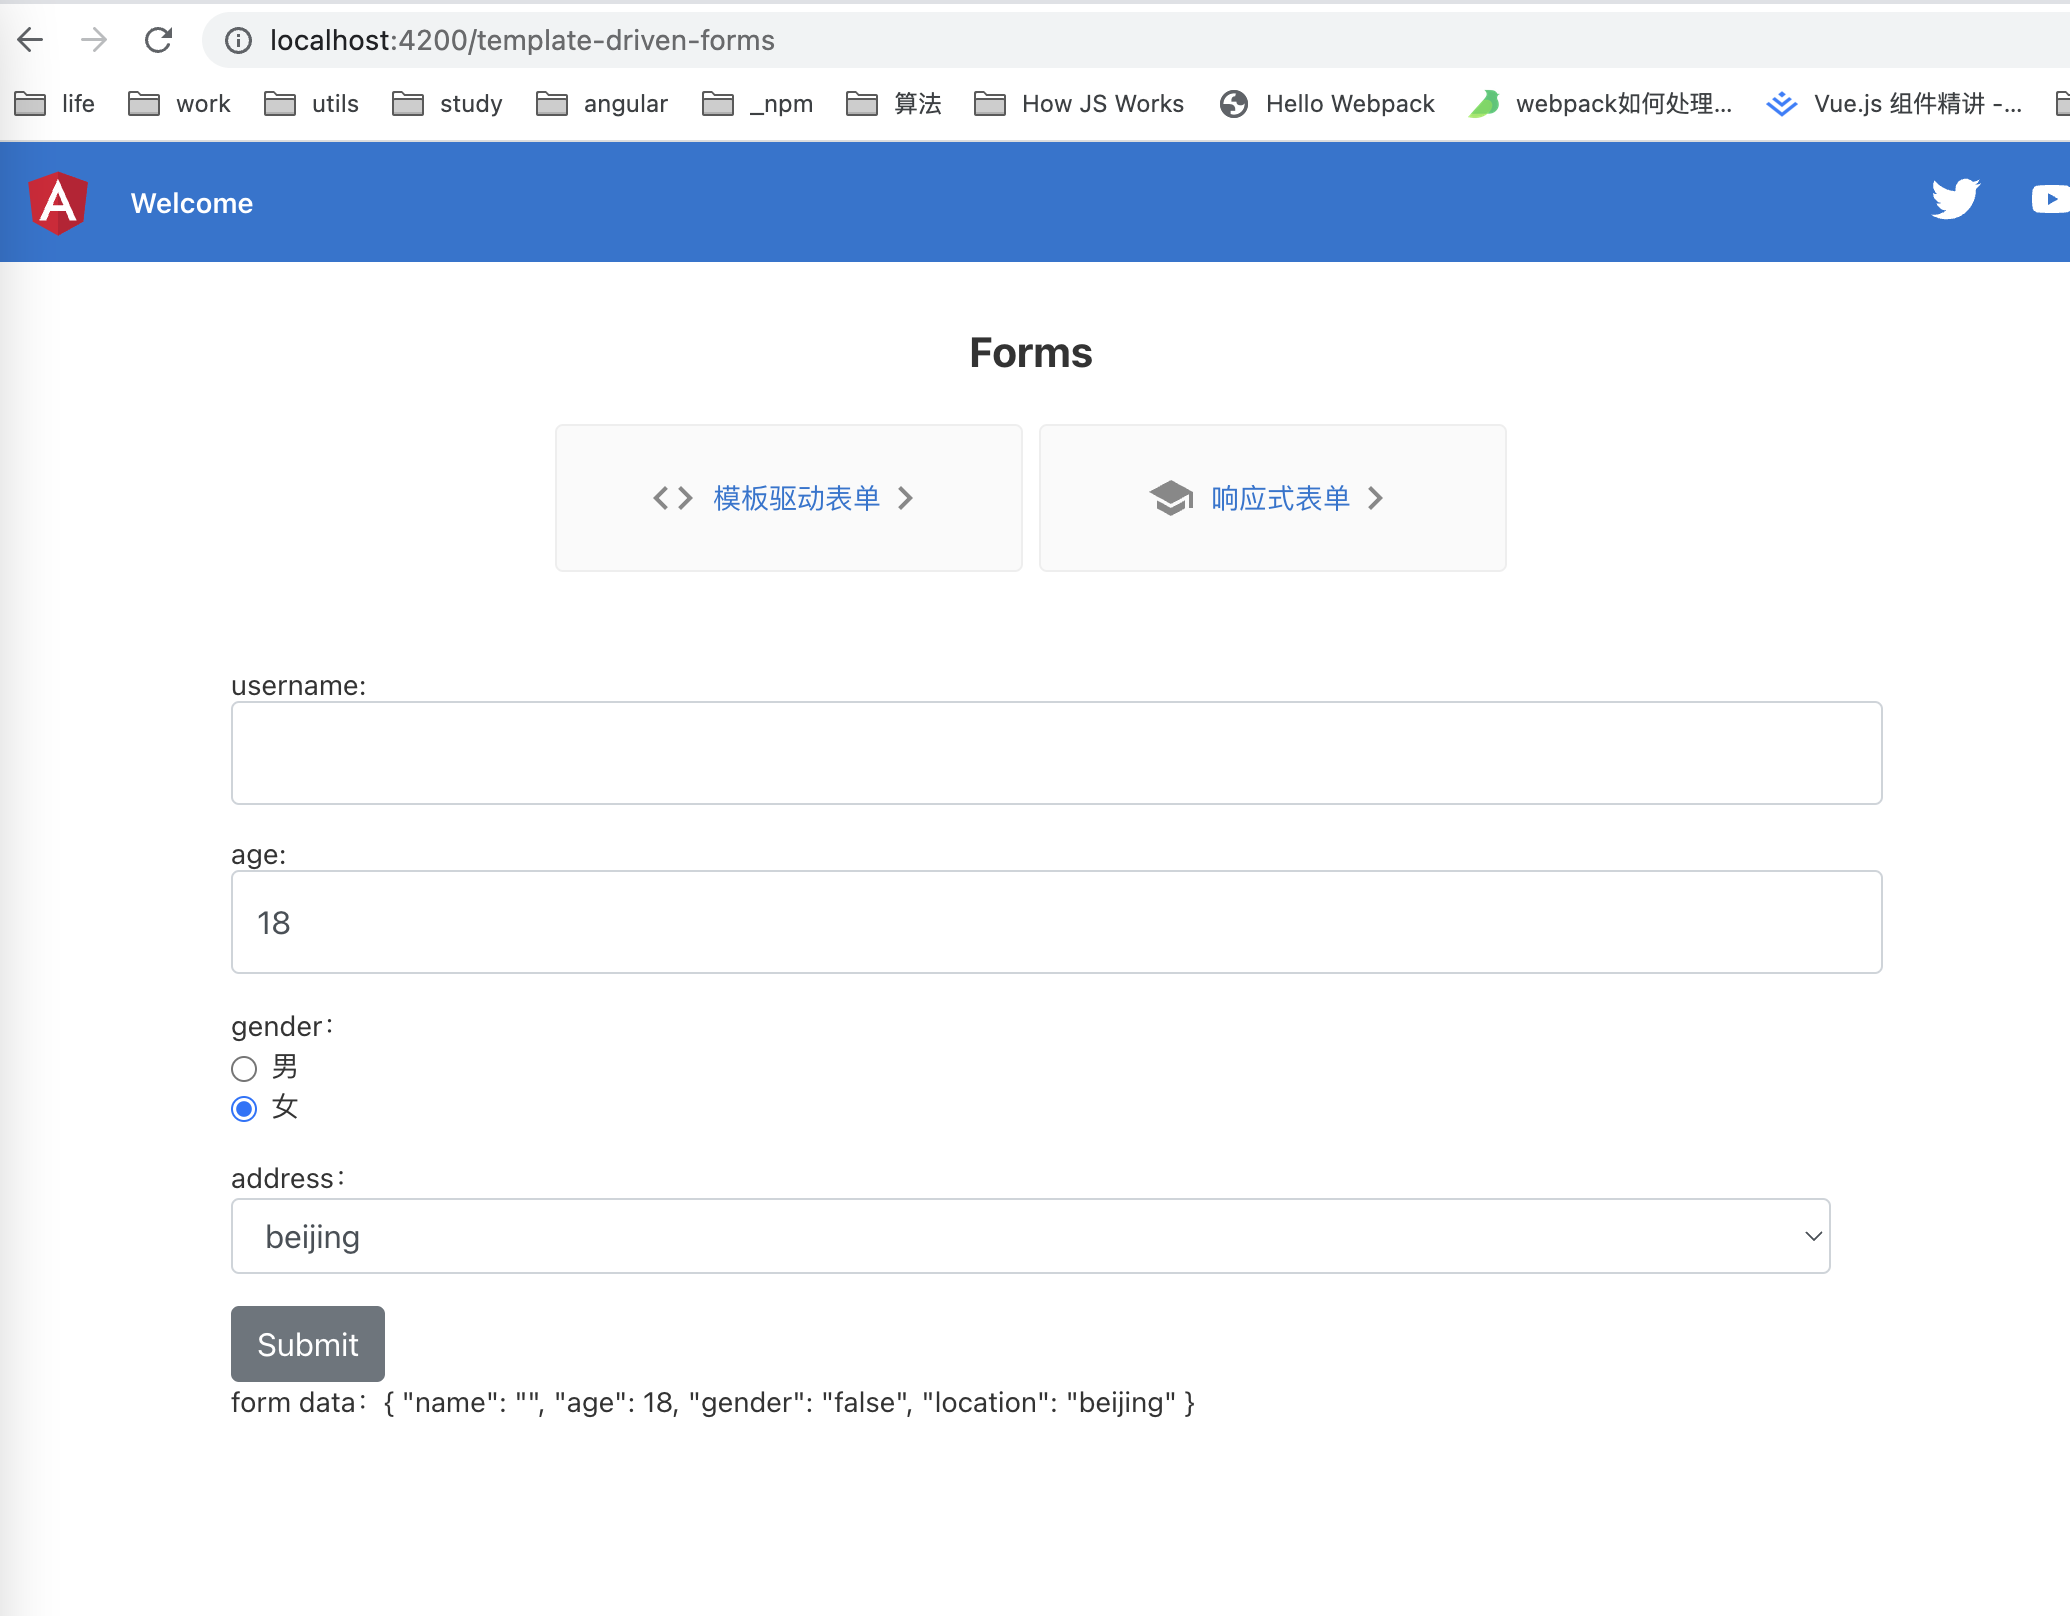 localhost:4200/template-driven-forms
life work utils study angular _npm 算法 How JS Works Hello Webpack webpack如何处理... Vue.js 组件精讲 -...
Welcome
Forms
模板驱动表单 响应式表单
username:
age:
18
gender：
男
女
address：
beijing
Submit
form data：{ "name": "", "age": 18, "gender": "false", "location": "beijing" }